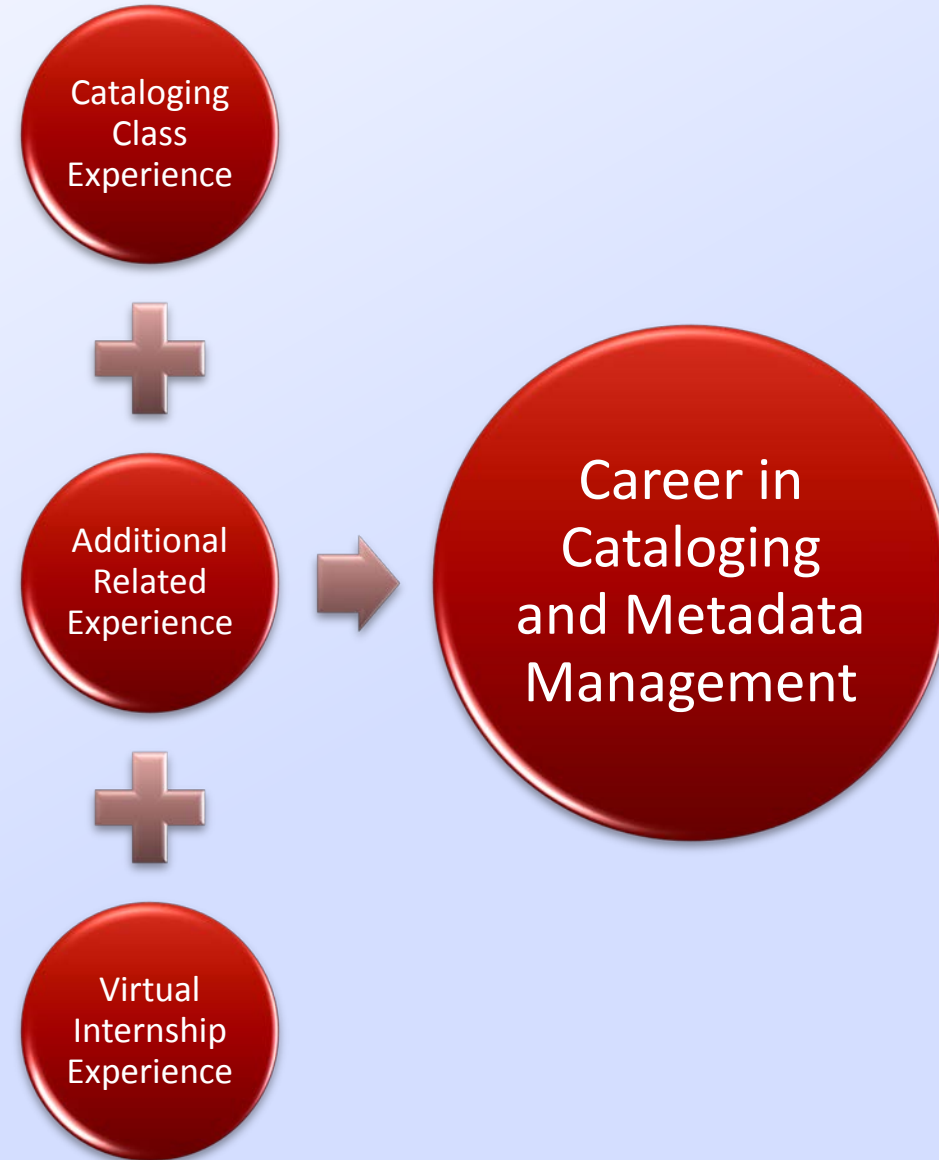 Cataloging
Class
Experience
Additional
Related
Experience
Virtual
Internship
Experience
Career in
Cataloging
and Metadata
Management